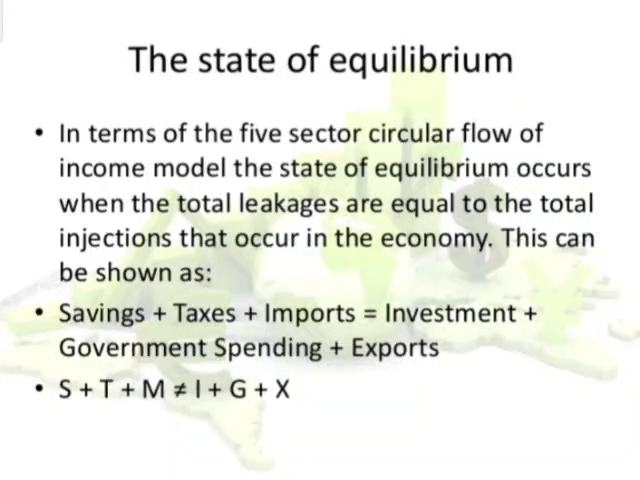 The state of equilibrium
• In terms of the five sector circular flow of
income model the state of equilibrium occurs
when the total leakages are equal to the total
injections that occur in the economy. This can
be shown as:
• Savings + Taxes + Imports = Investment +
Government Spending + Exports
• S + T + M ≠ I + G + X